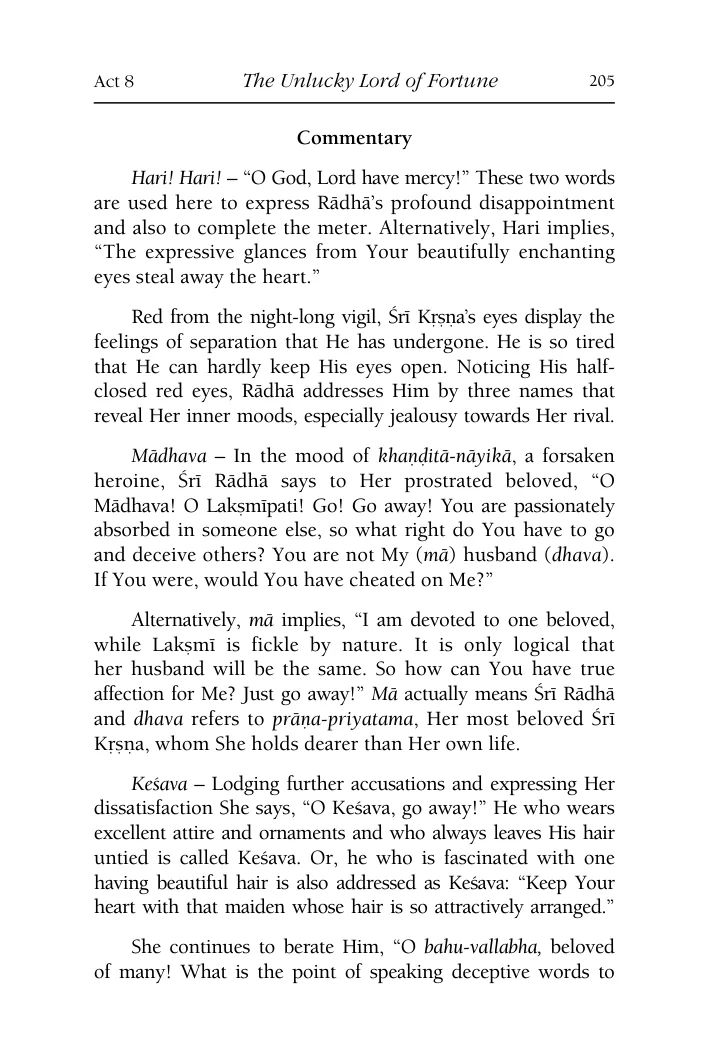 Act 8 The Unlucky Lord of Fortune 205
Commentary
Hari! Hari! – “O God, Lord have mercy!” These two words
are used here to express Rādhā’s profound disappointment
and also to complete the meter. Alternatively, Hari implies,
“The expressive glances from Your beautifully enchanting
eyes steal away the heart.”
Red from the night-long vigil, Śrī Kṛṣṇa’s eyes display the
feelings of separation that He has undergone. He is so tired
that He can hardly keep His eyes open. Noticing His half-
closed red eyes, Rādhā addresses Him by three names that
reveal Her inner moods, especially jealousy towards Her rival.
Mādhava – In the mood of khaṇḍitā-nāyikā, a forsaken
heroine, Śrī Rādhā says to Her prostrated beloved, “O
Mādhava! O Lakṣmīpati! Go! Go away! You are passionately
absorbed in someone else, so what right do You have to go
and deceive others? You are not My (mā) husband (dhava).
If You were, would You have cheated on Me?”
Alternatively, mā implies, “I am devoted to one beloved,
while Lakṣmī is fickle by nature. It is only logical that
her husband will be the same. So how can You have true
affection for Me? Just go away!” Mā actually means Śrī Rādhā
and dhava refers to prāṇa-priyatama, Her most beloved Śrī
Kṛṣṇa, whom She holds dearer than Her own life.
Keśava – Lodging further accusations and expressing Her
dissatisfaction She says, “O Keśava, go away!” He who wears
excellent attire and ornaments and who always leaves His hair
untied is called Keśava. Or, he who is fascinated with one
having beautiful hair is also addressed as Keśava: “Keep Your
heart with that maiden whose hair is so attractively arranged.”
She continues to berate Him, “O bahu-vallabha, beloved
of many! What is the point of speaking deceptive words to